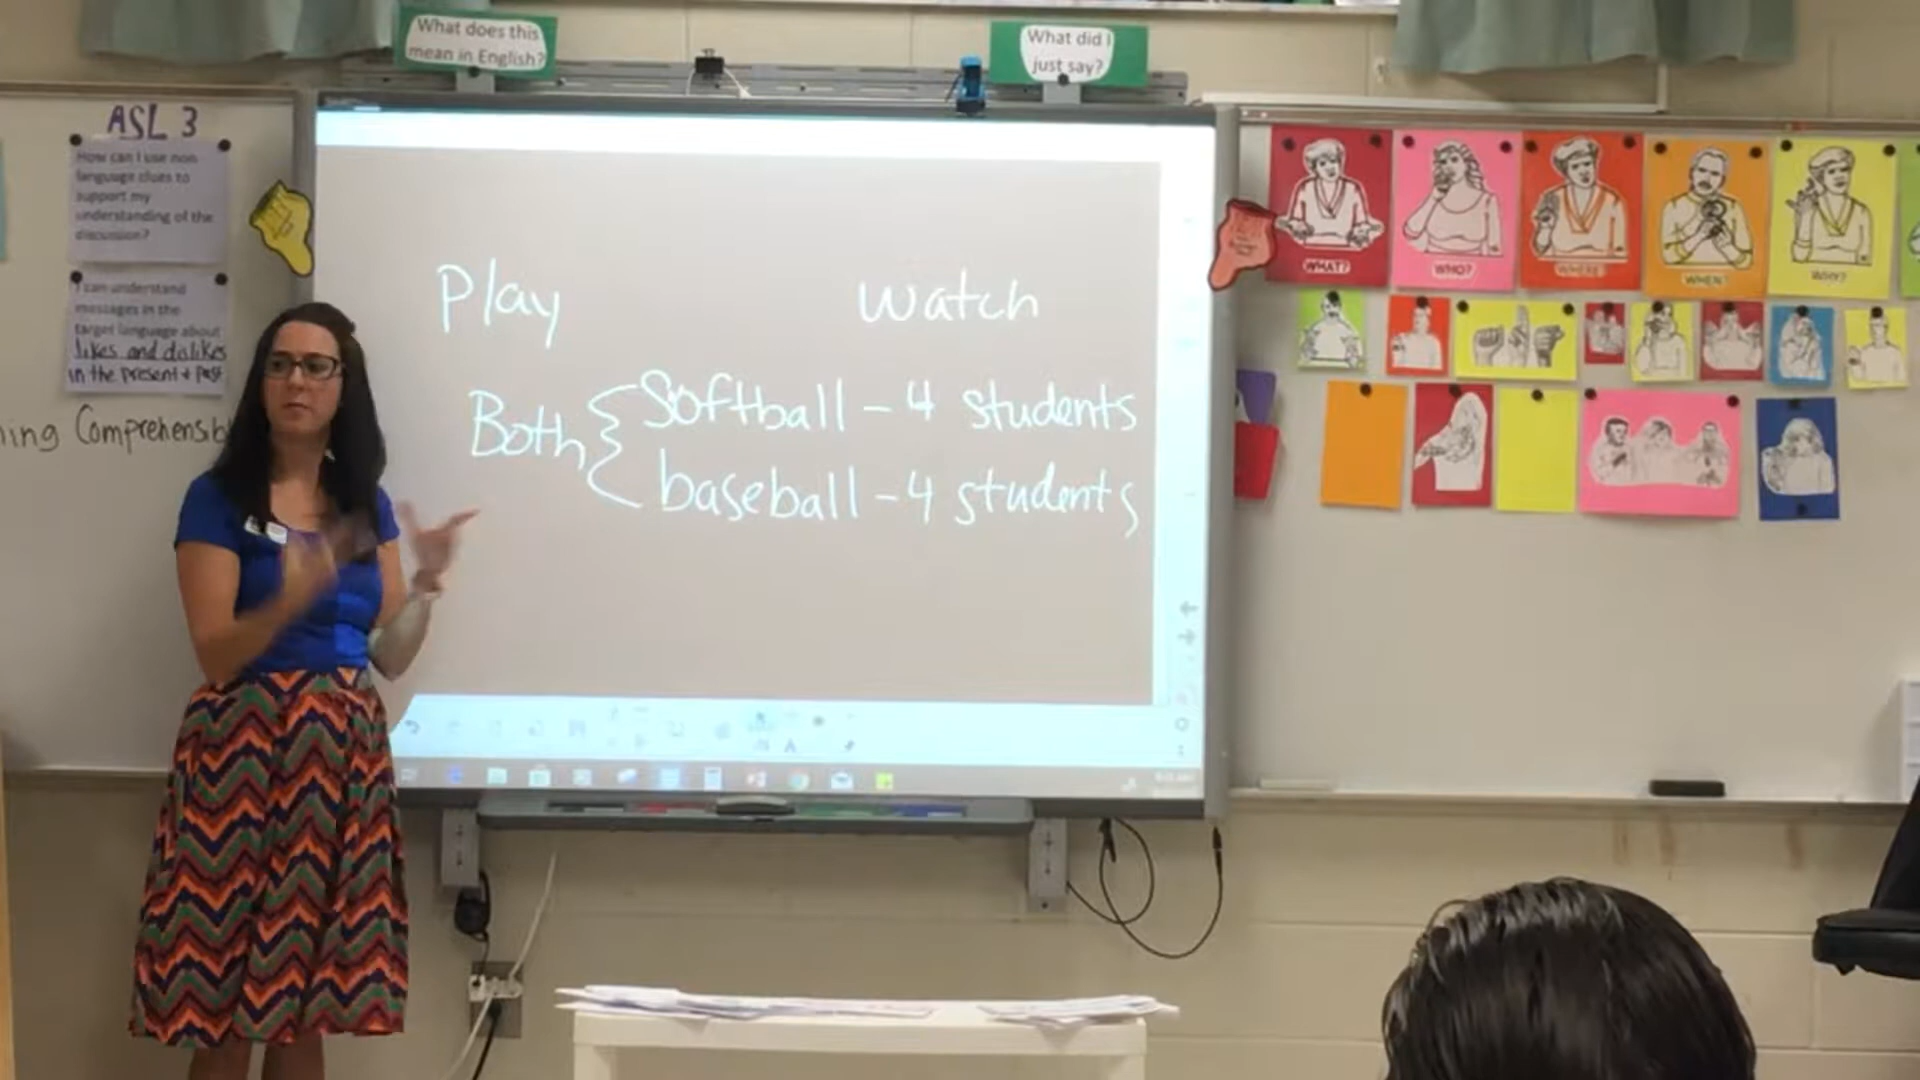 What does this
mean in English?
What did I
just say?
ASL 3
How can I use non
language clues to
support my
understanding of the
discussion?
I can understand
messages in the
target language about
likes and dislikes
in the present & past
ning Comprehensib
Play
Watch
Both
Softball - 4 students
baseball - 4 students
WHAT?
WHO?
WHERE?
WHEN?
WHY?